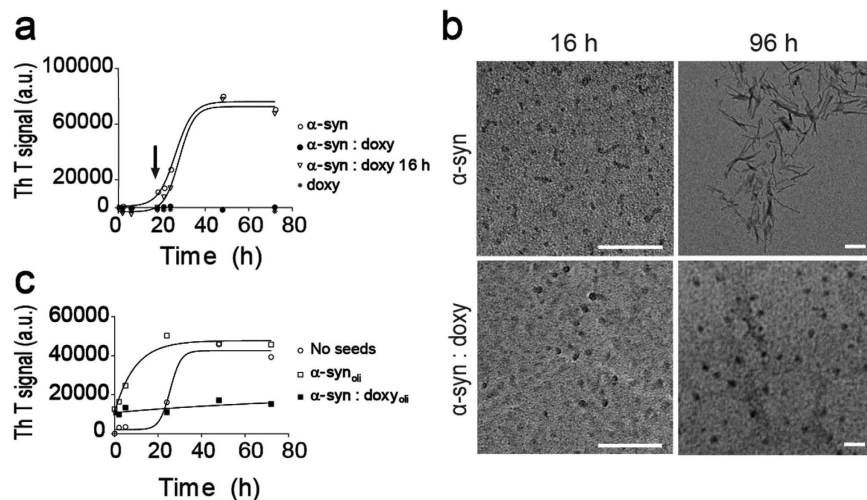 a
Th T signal (a.u.)
100000
80000
60000
40000
20000
0
0 20 40 60 80
Time (h)
α-syn
α-syn : doxy
α-syn : doxy 16 h
doxy
b
16 h 96 h
α-syn
α-syn : doxy
c
Th T signal (a.u.)
60000
40000
20000
0
0 20 40 60 80
Time (h)
No seeds
α-synoli
α-syn : doxyoli